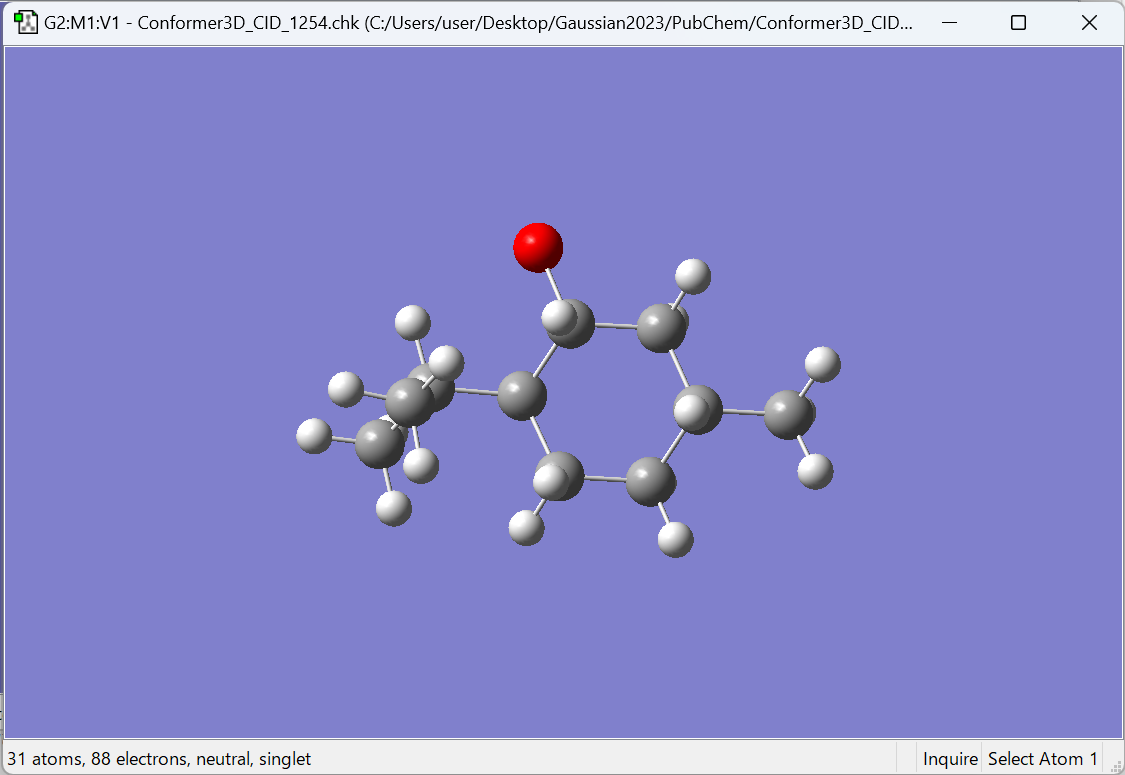 G2:M1:V1 - Conformer3D_CID_1254.chk (C:/Users/user/Desktop/Gaussian2023/PubChem/Conformer3D_CID...
31 atoms, 88 electrons, neutral, singlet Inquire Select Atom 1